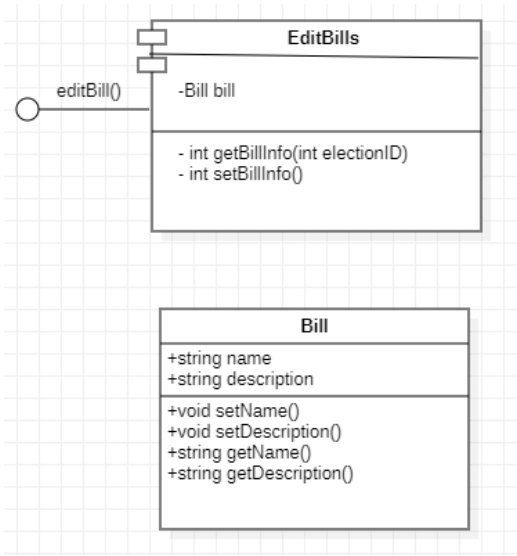 EditBills
editBill()
-Bill bill
- int getBillInfo(int electionID)
- int setBillInfo()
Bill
+string name
+string description
+void setName()
+void setDescription()
+string getName()
+string getDescription()